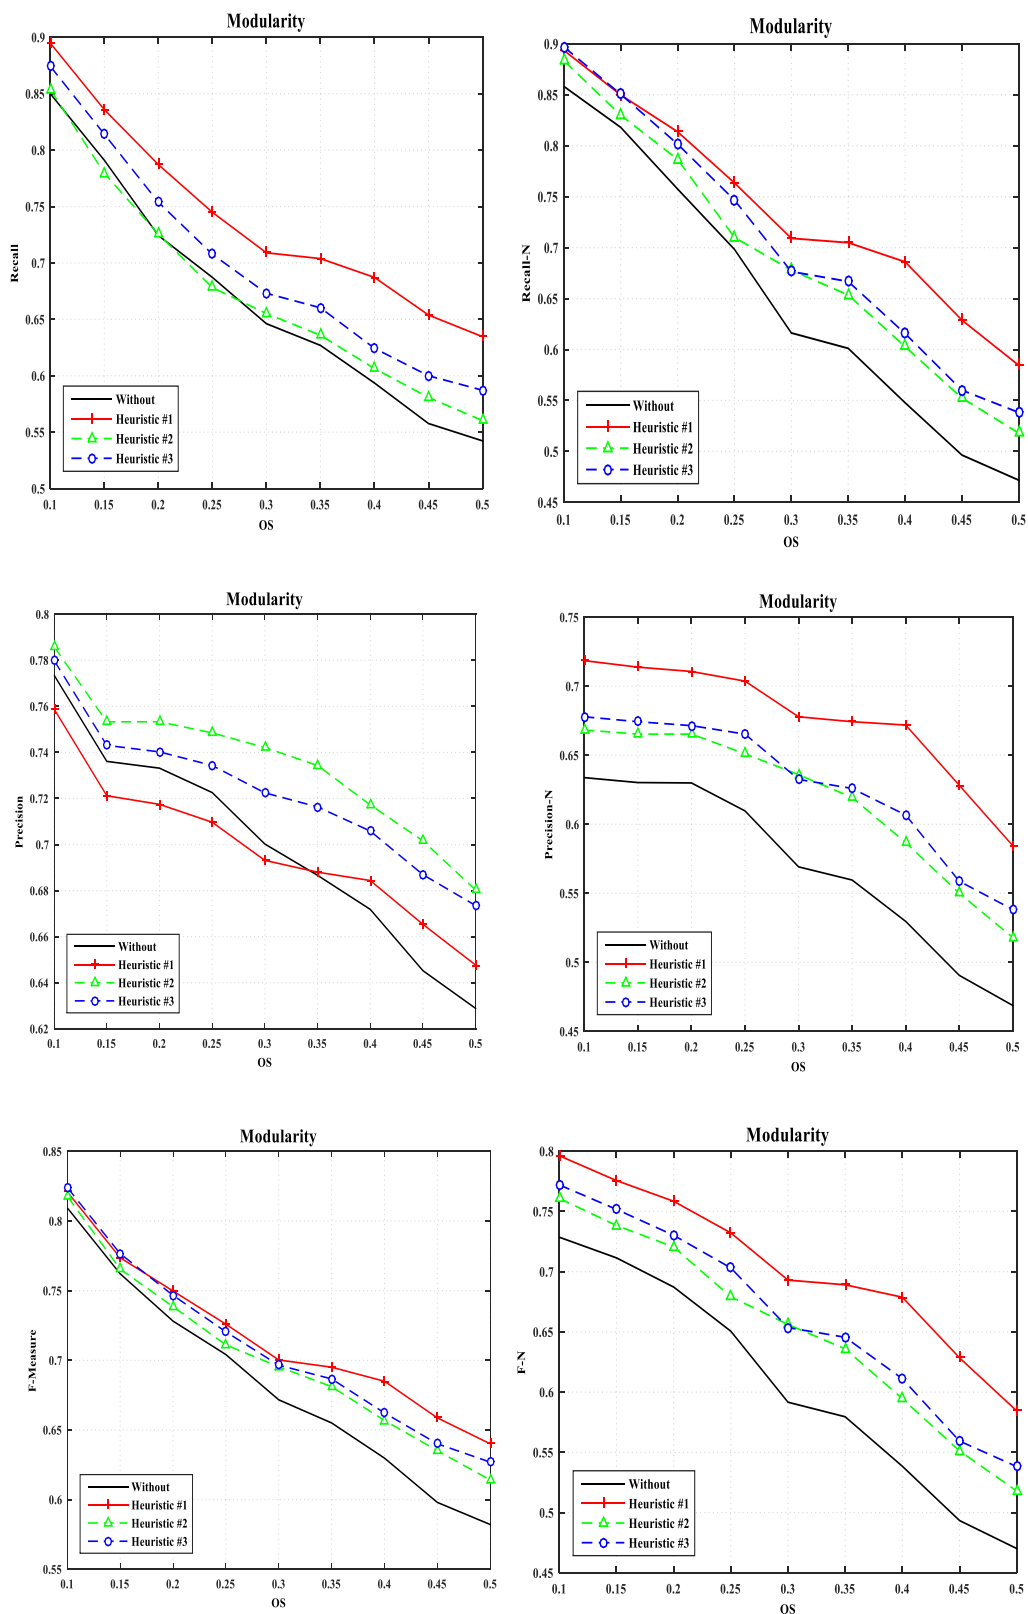 Modularity
0.9
0.85
0.8
0.75
0.7
0.65
0.6
0.55
0.5
Recall
Without
Heuristic #1
Heuristic #2
Heuristic #3
0.1 0.15 0.2 0.25 0.3 0.35 0.4 0.45 0.5
OS
Modularity
0.9
0.85
0.8
0.75
0.7
0.65
0.6
0.55
0.5
0.45
Recall-N
Without
Heuristic #1
Heuristic #2
Heuristic #3
0.1 0.15 0.2 0.25 0.3 0.35 0.4 0.45 0.5
OS
Modularity
0.8
0.78
0.76
0.74
0.72
0.7
0.68
0.66
0.64
0.62
Precision
Without
Heuristic #1
Heuristic #2
Heuristic #3
0.1 0.15 0.2 0.25 0.3 0.35 0.4 0.45 0.5
OS
Modularity
0.75
0.7
0.65
0.6
0.55
0.5
0.45
Precision-N
Without
Heuristic #1
Heuristic #2
Heuristic #3
0.1 0.15 0.2 0.25 0.3 0.35 0.4 0.45 0.5
OS
Modularity
0.85
0.8
0.75
0.7
0.65
0.6
0.55
F-Measure
Without
Heuristic #1
Heuristic #2
Heuristic #3
0.1 0.15 0.2 0.25 0.3 0.35 0.4 0.45 0.5
OS
Modularity
0.8
0.75
0.7
0.65
0.6
0.55
0.5
0.45
F-N
Without
Heuristic #1
Heuristic #2
Heuristic #3
0.1 0.15 0.2 0.25 0.3 0.35 0.4 0.45 0.5
OS